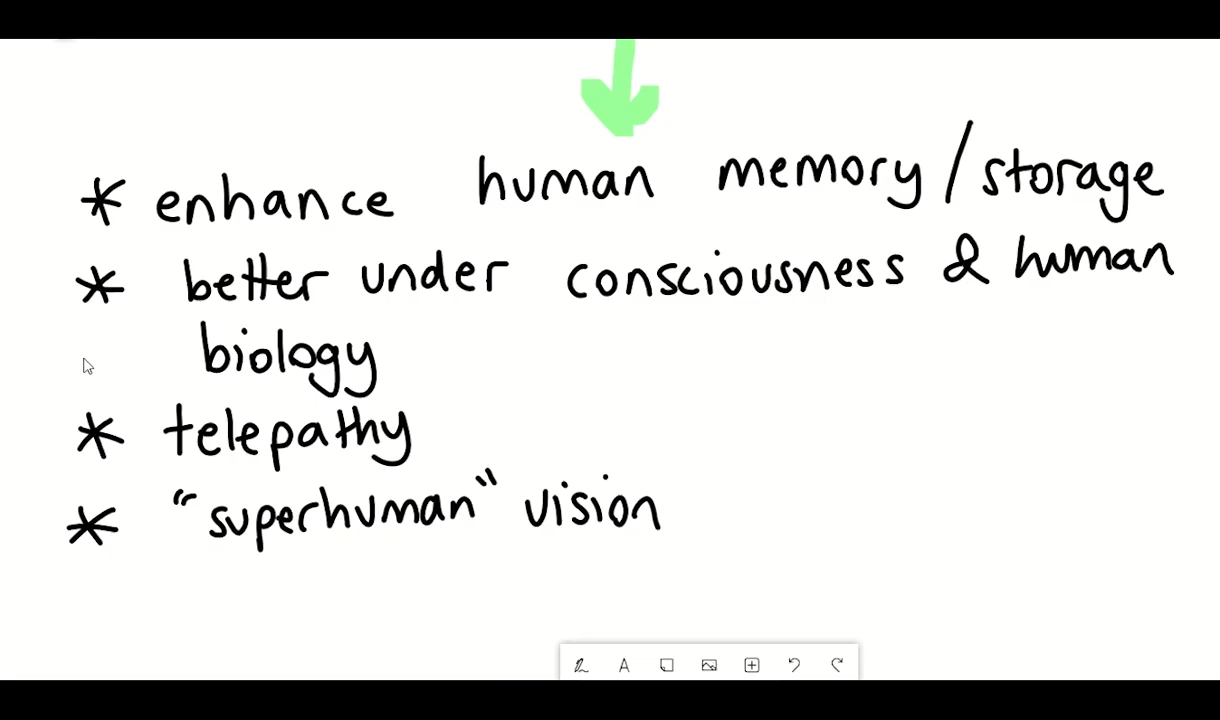 * enhance human memory/storage
* better under consciousness & human
biology
* telepathy
* "superhuman" vision
A